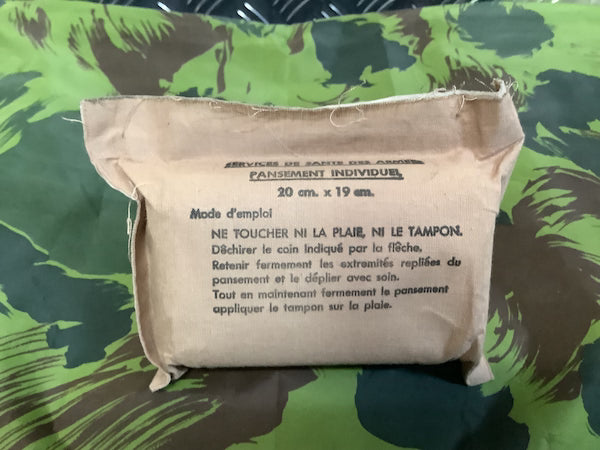 SERVICES DE SANTE DES ARMEES
PANSEMENT INDIVIDUEL
20 cm. x 19 cm.
Mode d'emploi
NE TOUCHER NI LA PLAIE, NI LE TAMPON.
Déchirer le coin indiqué par la flèche.
Retenir fermement les extremités repliées du
pansement et le déplier avec soin.
Tout en maintenant fermement le pansement
appliquer le tampon sur la plaie.